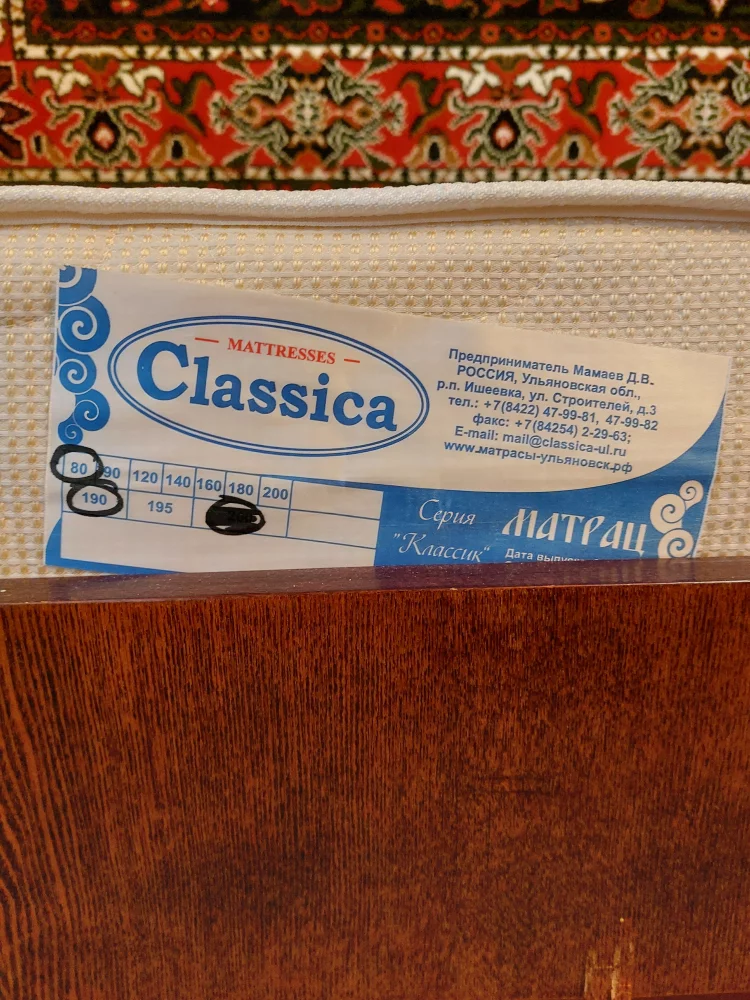 — MATTRESSES —
Classica
Предприниматель Мамаев Д.В.
РОССИЯ, Ульяновская обл.,
р.п. Ишеевка, ул. Строителей, д.3
тел.: +7(8422) 47-99-81, 47-99-82
факс: +7(84254) 2-29-63;
E-mail: mail@classica-ul.ru
www.матрасы-ульяновск.рф
80 90 120 140 160 180 200
190 195
Серия
"Классик"
Матрац
Дата